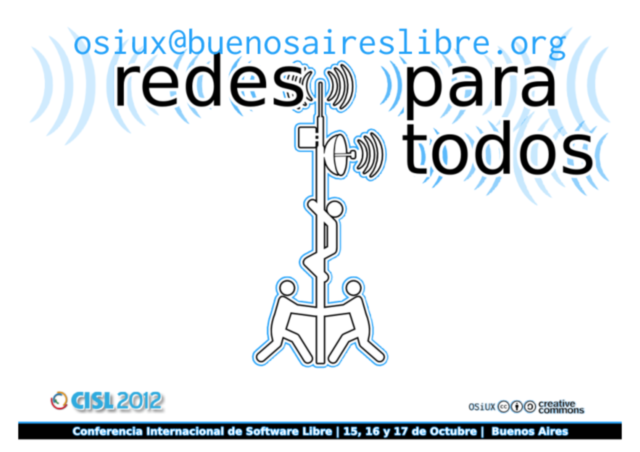 osiux@buenosaireslibre.org
redes para
todos
CISL 2012
OSiUX cc creative commons
Conferencia Internacional de Software Libre | 15, 16 y 17 de Octubre | Buenos Aires